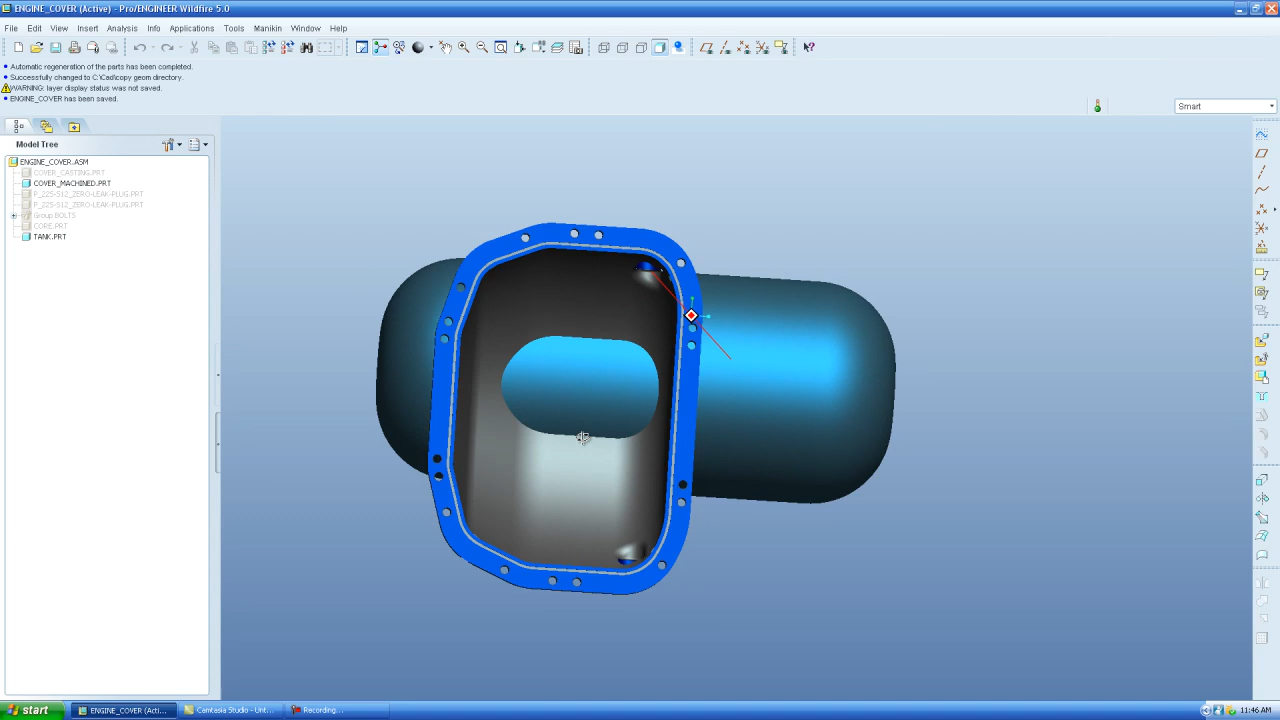 ENGINE_COVER (Active) - Pro/ENGINEER Wildfire 5.0
File Edit View Insert Analysis Info Applications Tools Manikin Window Help
Automatic regeneration of the parts has been completed.
Successfully changed to C:\Cad\copy geom directory.
WARNING: layer display status was not saved.
ENGINE_COVER has been saved.
Smart
Model Tree
ENGINE_COVER.ASM
COVER_CASTING.PRT
COVER_MACHINED.PRT
P_225-512_ZERO-LEAK-PLUG.PRT
P_225-512_ZERO-LEAK-PLUG.PRT
Group BOLTS
CORE.PRT
TANK.PRT
start
ENGINE_COVER (Acti...
Camtasia Studio - Unt...
Recording...
11:46 AM